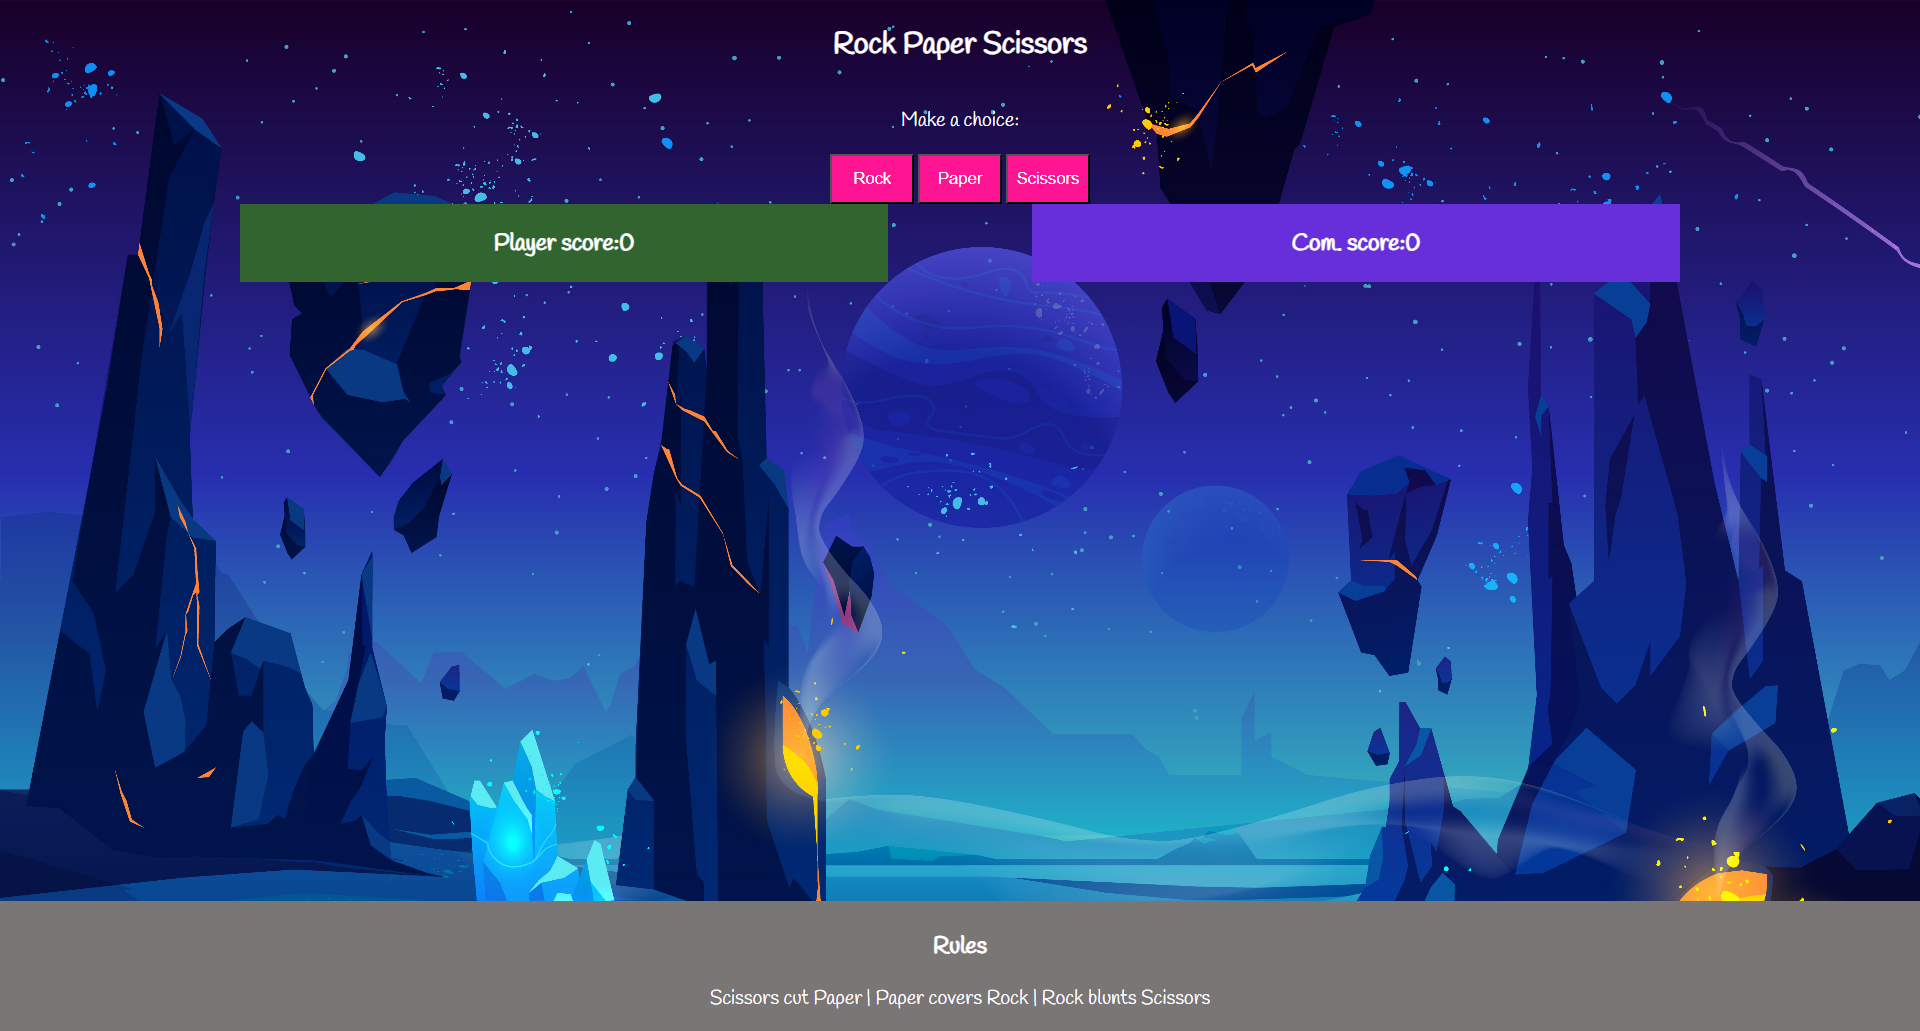 Rock Paper Scissors
Make a choice:
Rock Paper Scissors
Player score:0 Com. score:0
Rules
Scissors cut Paper | Paper covers Rock | Rock blunts Scissors